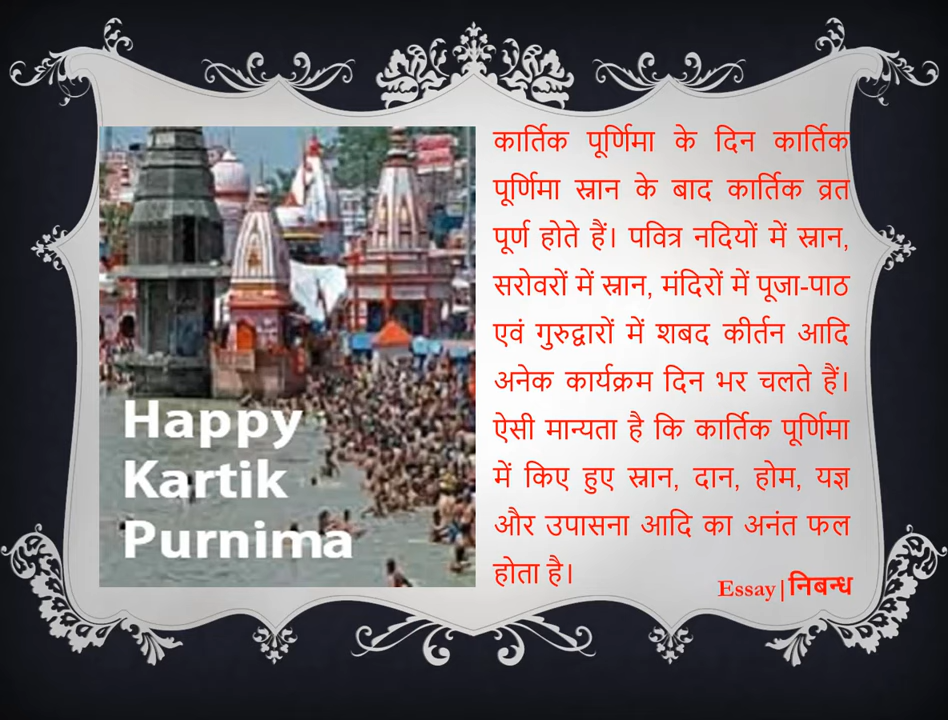 कार्तिक पूर्णिमा के दिन कार्तिक
पूर्णिमा स्नान के बाद कार्तिक व्रत
पूर्ण होते हैं। पवित्र नदियों में स्नान,
सरोवरों में स्नान, मंदिरों में पूजा-पाठ
एवं गुरुद्वारों में शबद कीर्तन आदि
अनेक कार्यक्रम दिन भर चलते हैं।
ऐसी मान्यता है कि कार्तिक पूर्णिमा
में किए हुए स्नान, दान, होम, यज्ञ
और उपासना आदि का अनंत फल
होता है।
Happy
Kartik
Purnima
Essay|निबन्ध